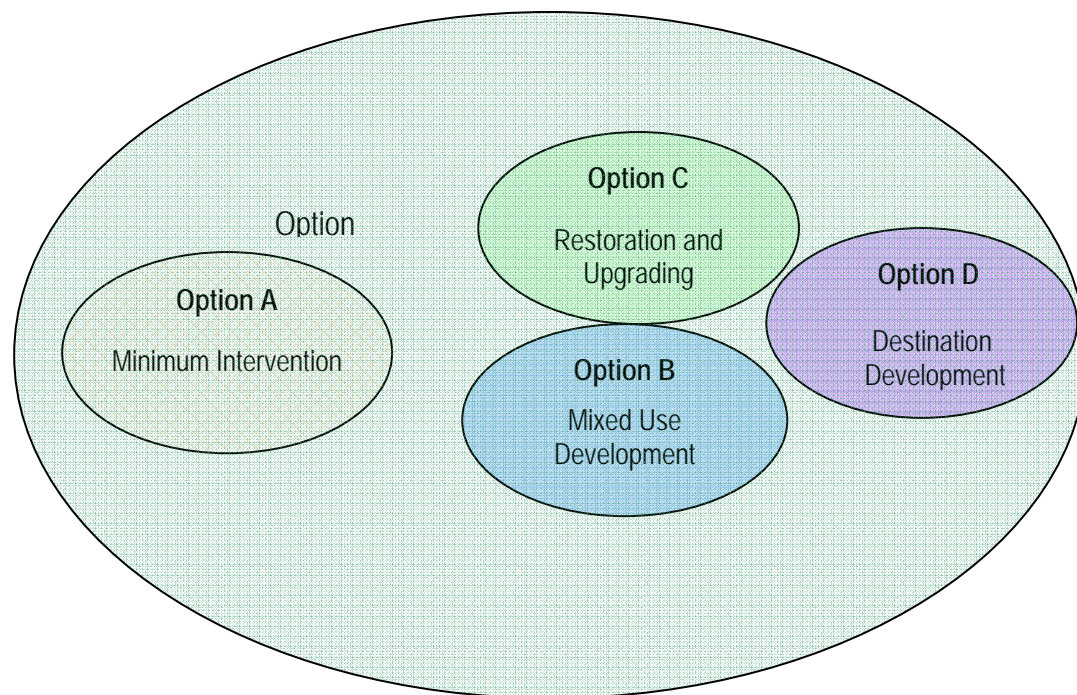 Option
Option A
Minimum Intervention
Option C
Restoration and
Upgrading
Option B
Mixed Use
Development
Option D
Destination
Development